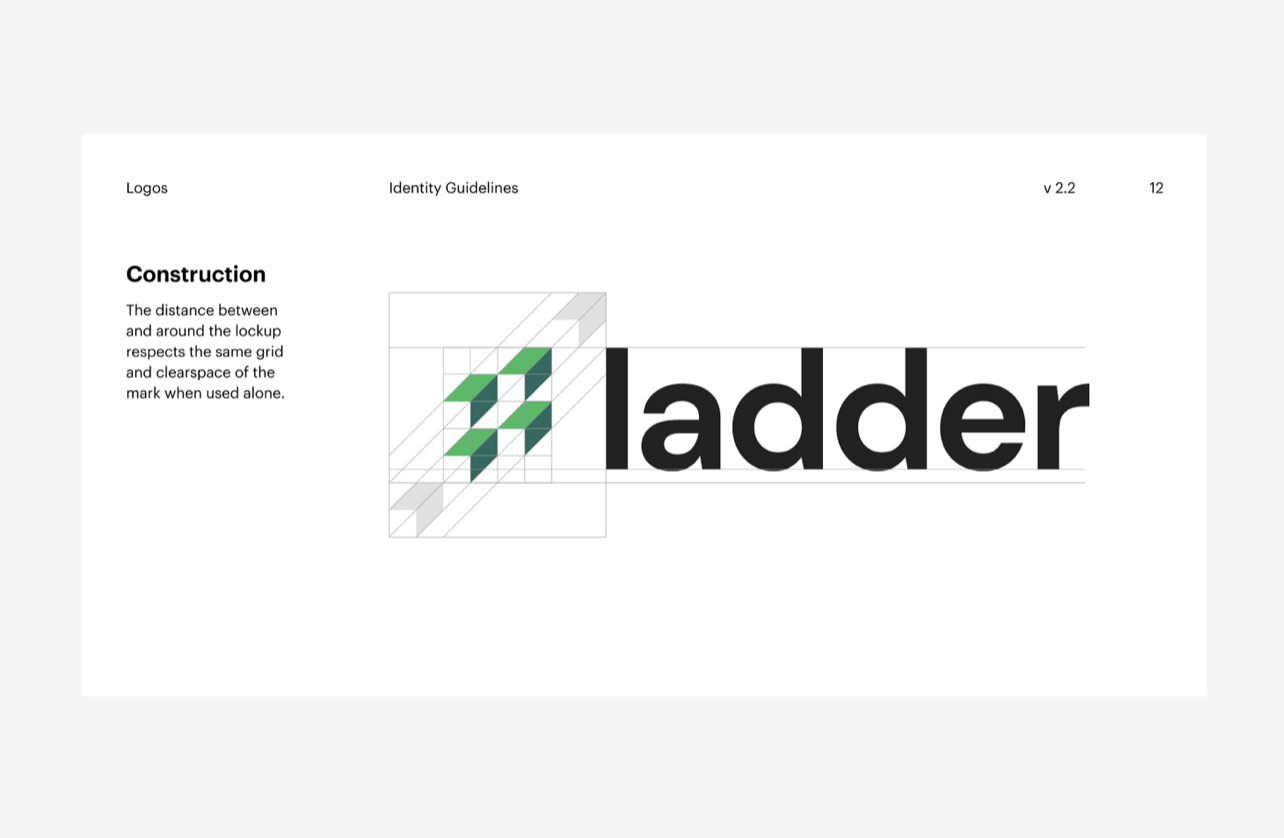 Logos
Identity Guidelines
v 2.2
12
Construction
The distance between
and around the lockup
respects the same grid
and clearspace of the
mark when used alone.
ladder